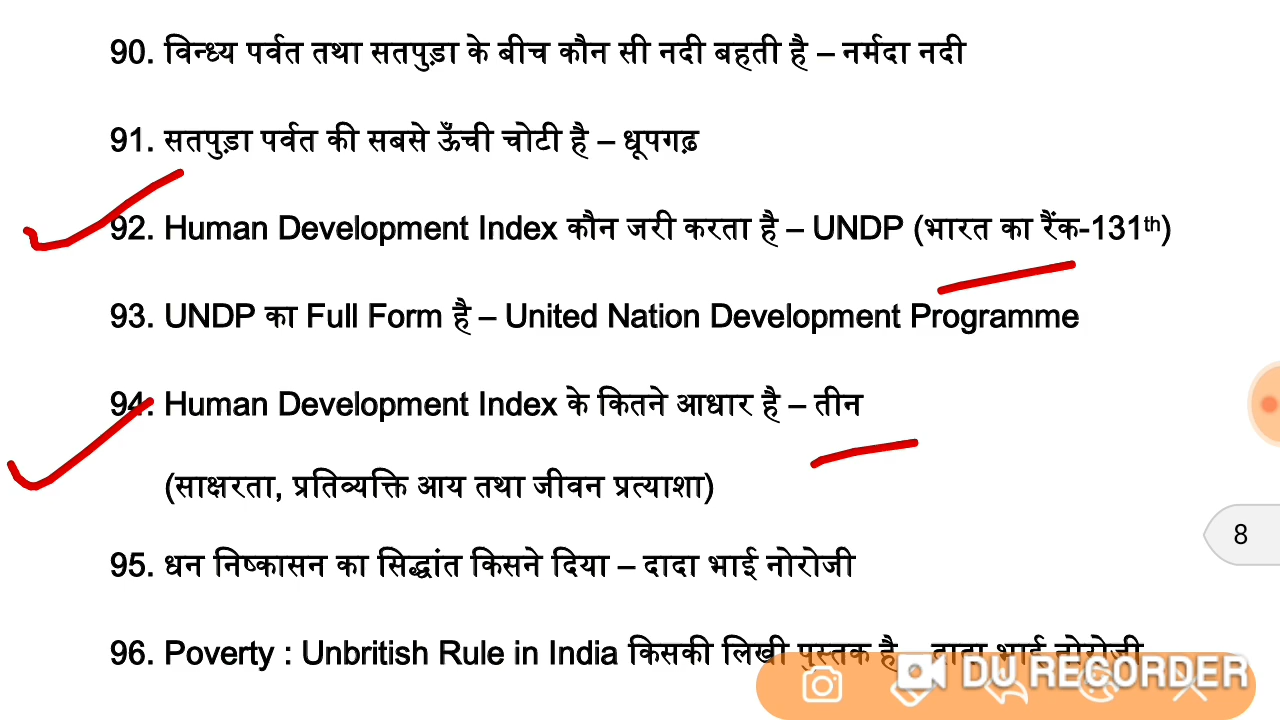 90. विन्ध्य पर्वत तथा सतपुड़ा के बीच कौन सी नदी बहती है – नर्मदा नदी
91. सतपुड़ा पर्वत की सबसे ऊँची चोटी है – धूपगढ़
92. Human Development Index कौन जरी करता है – UNDP (भारत का रैंक-131th)
93. UNDP का Full Form है – United Nation Development Programme
94. Human Development Index के कितने आधार है – तीन
(साक्षरता, प्रतिव्यक्ति आय तथा जीवन प्रत्याशा)
8
95. धन निष्कासन का सिद्धांत किसने दिया – दादा भाई नोरोजी
96. Poverty : Unbritish Rule in India किसकी लिखी पुस्तक है – दादा भाई नोरोजी
DU RECORDER